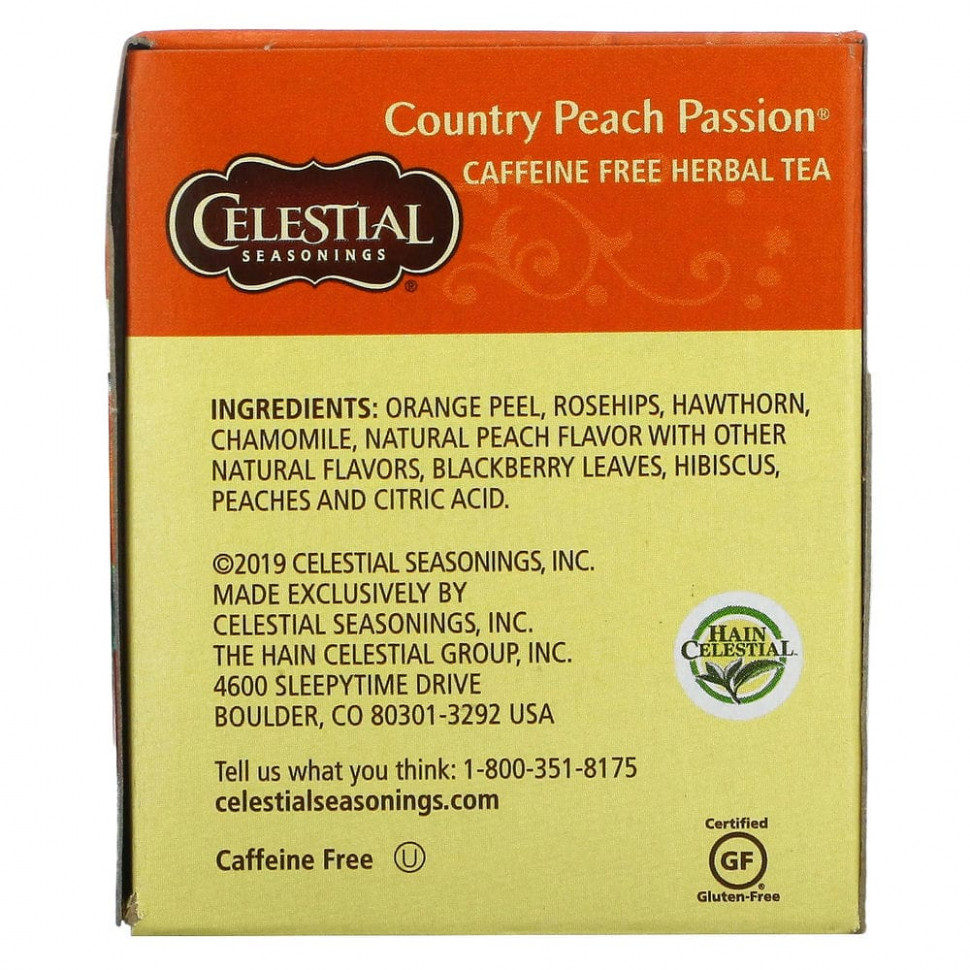 Country Peach Passion®
CAFFEINE FREE HERBAL TEA
CELESTIAL
SEASONINGS
®
INGREDIENTS: ORANGE PEEL, ROSEHIPS, HAWTHORN,
CHAMOMILE, NATURAL PEACH FLAVOR WITH OTHER
NATURAL FLAVORS, BLACKBERRY LEAVES, HIBISCUS,
PEACHES AND CITRIC ACID.
©2019 CELESTIAL SEASONINGS, INC.
MADE EXCLUSIVELY BY
CELESTIAL SEASONINGS, INC.
THE HAIN CELESTIAL GROUP, INC.
4600 SLEEPYTIME DRIVE
BOULDER, CO 80301-3292 USA
HAIN
CELESTIAL™
Tell us what you think: 1-800-351-8175
celestialseasonings.com
Caffeine Free Ⓤ
Certified
GF®
Gluten-Free